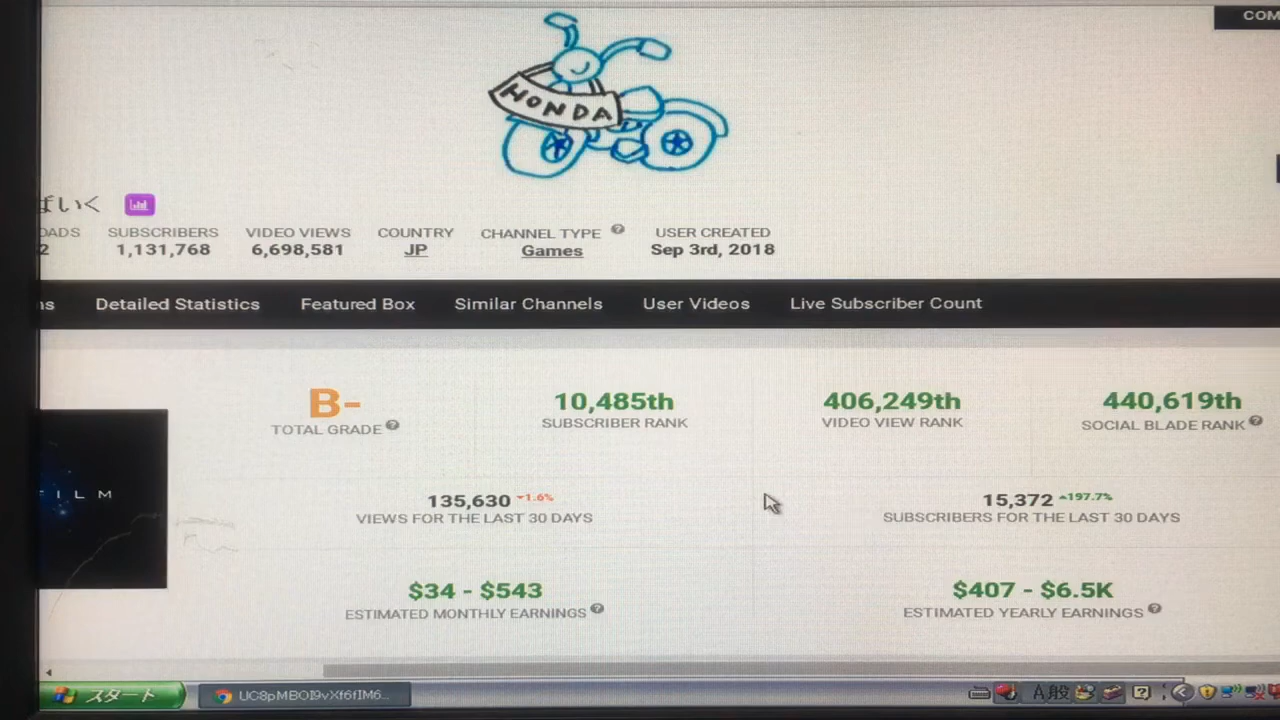 COM
HONDA
ばいく
OADS SUBSCRIBERS VIDEO VIEWS COUNTRY CHANNEL TYPE ? USER CREATED
2 1,131,768 6,698,581 JP Games Sep 3rd, 2018
ns Detailed Statistics Featured Box Similar Channels User Videos Live Subscriber Count
B- 10,485th 406,249th 440,619th
TOTAL GRADE ? SUBSCRIBER RANK VIDEO VIEW RANK SOCIAL BLADE RANK ?
FILM
135,630 -1.6% 15,372 197.7%
VIEWS FOR THE LAST 30 DAYS SUBSCRIBERS FOR THE LAST 30 DAYS
$34 - $543 $407 - $6.5K
ESTIMATED MONTHLY EARNINGS ? ESTIMATED YEARLY EARNINGS ?
スタート UC8pMBOI9vXf6fIM6... A般